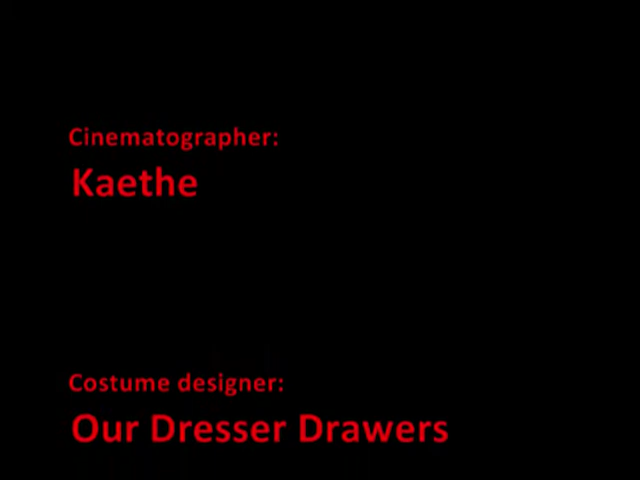 Cinematographer:
Kaethe
Costume designer:
Our Dresser Drawers